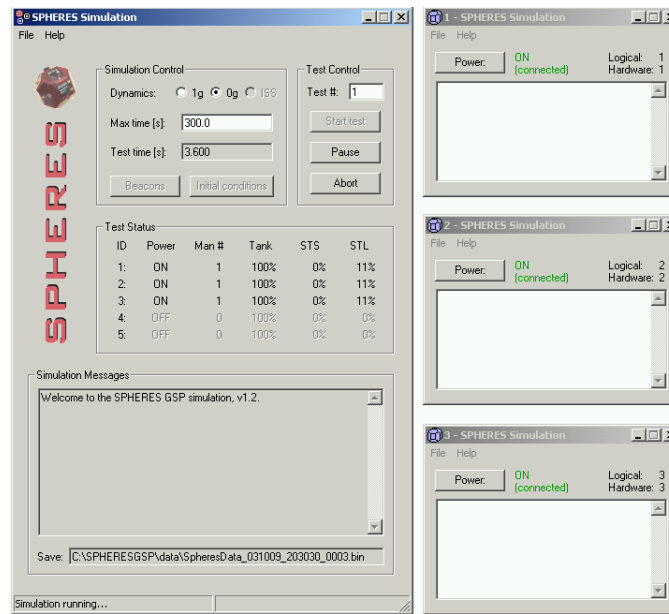 SPHERES Simulation
File Help
SPHERES
Simulation Control
Dynamics: 1g 0g ISS
Max time [s]: 300.0
Test time [s]: 3.600
Beacons Initial conditions
Test Control
Test #: 1
Start test
Pause
Abort
Test Status
ID Power Man # Tank STS STL
1: ON 1 100% 0% 11%
2: ON 1 100% 0% 11%
3: ON 1 100% 0% 11%
4: OFF 0 100% 0% 0%
5: OFF 0 100% 0% 0%
Simulation Messages
Welcome to the SPHERES GSP simulation, v1.2.
Save: C:\SPHERESGSP\data\SpheresData_031009_203030_0003.bin
Simulation running...
1 - SPHERES Simulation
File Help
Power: ON Logical: 1
(connected) Hardware: 1
2 - SPHERES Simulation
File Help
Power: ON Logical: 2
(connected) Hardware: 2
3 - SPHERES Simulation
File Help
Power: ON Logical: 3
(connected) Hardware: 3